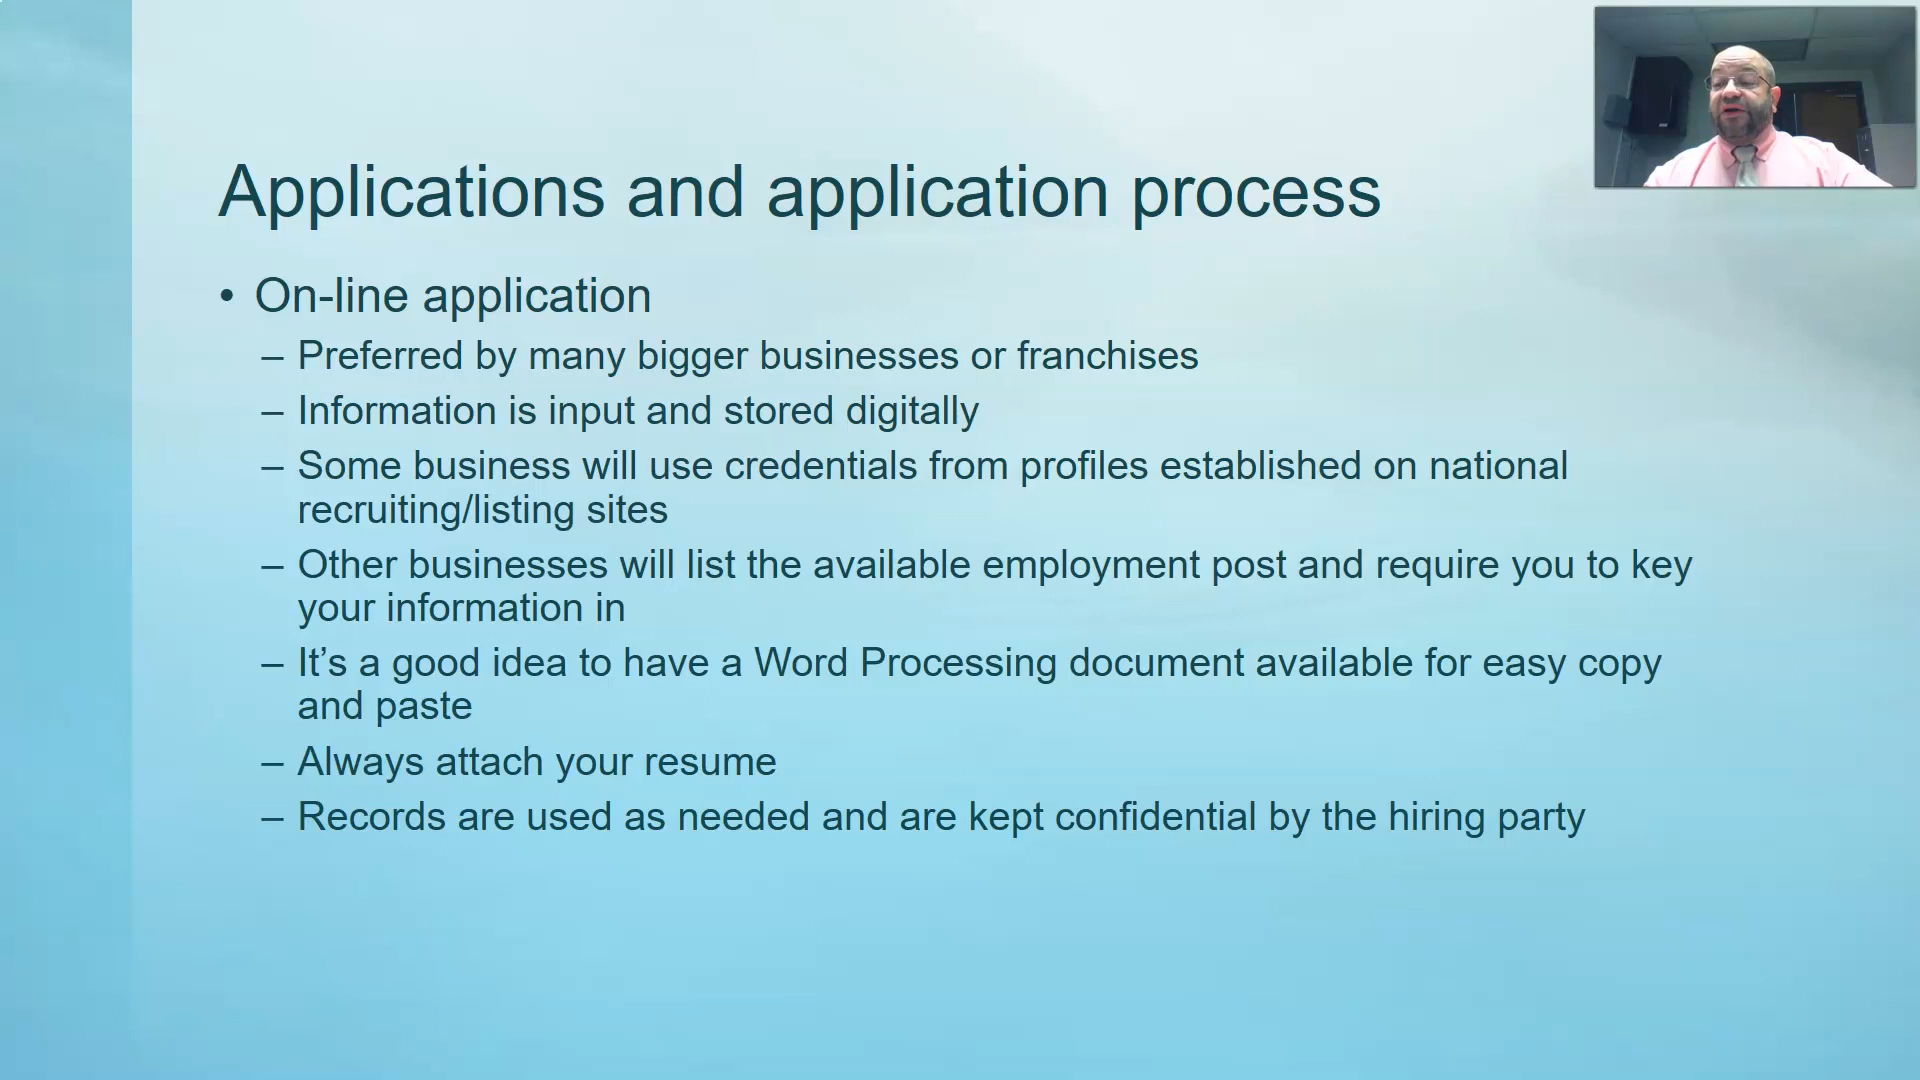 Applications and application process
• On-line application
– Preferred by many bigger businesses or franchises
– Information is input and stored digitally
– Some business will use credentials from profiles established on national
recruiting/listing sites
– Other businesses will list the available employment post and require you to key
your information in
– It’s a good idea to have a Word Processing document available for easy copy
and paste
– Always attach your resume
– Records are used as needed and are kept confidential by the hiring party